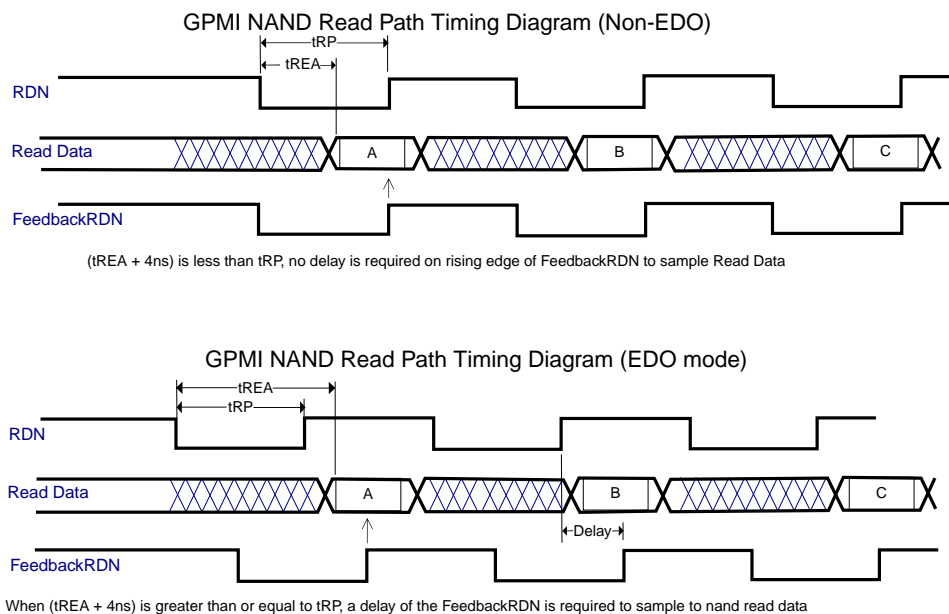 GPMI NAND Read Path Timing Diagram (Non-EDO)
tRP
tREA
RDN
Read Data
A
B
C
FeedbackRDN
(tREA + 4ns) is less than tRP, no delay is required on rising edge of FeedbackRDN to sample Read Data
GPMI NAND Read Path Timing Diagram (EDO mode)
tREA
tRP
RDN
Read Data
A
B
C
Delay
FeedbackRDN
When (tREA + 4ns) is greater than or equal to tRP, a delay of the FeedbackRDN is required to sample to nand read data